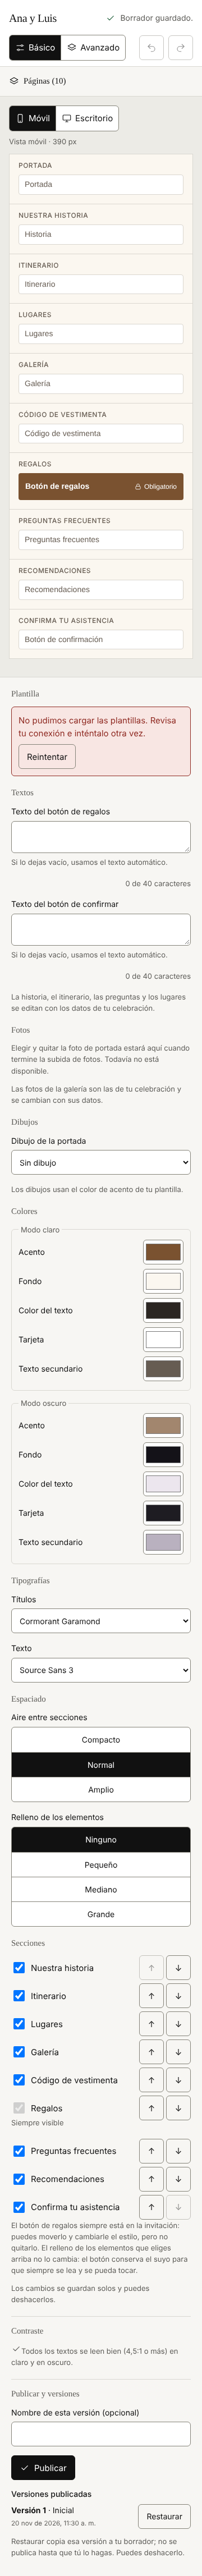 Ana y Luis
Borrador guardado.
Básico
Avanzado
Páginas (10)
Móvil
Escritorio
Vista móvil · 390 px
PORTADA
Portada
NUESTRA HISTORIA
Historia
ITINERARIO
Itinerario
LUGARES
Lugares
GALERÍA
Galería
CÓDIGO DE VESTIMENTA
Código de vestimenta
REGALOS
Botón de regalos
Obligatorio
PREGUNTAS FRECUENTES
Preguntas frecuentes
RECOMENDACIONES
Recomendaciones
CONFIRMA TU ASISTENCIA
Botón de confirmación
Plantilla
No pudimos cargar las plantillas. Revisa
tu conexión e inténtalo otra vez.
Reintentar
Textos
Texto del botón de regalos
Si lo dejas vacío, usamos el texto automático.
0 de 40 caracteres
Texto del botón de confirmar
Si lo dejas vacío, usamos el texto automático.
0 de 40 caracteres
La historia, el itinerario, las preguntas y los lugares
se editan con los datos de tu celebración.
Fotos
Elegir y quitar la foto de portada estará aquí cuando
termine la subida de fotos. Todavía no está
disponible.
Las fotos de la galería son las de tu celebración y
se cambian con sus datos.
Dibujos
Dibujo de la portada
Sin dibujo
Los dibujos usan el color de acento de tu plantilla.
Colores
Modo claro
Acento
Fondo
Color del texto
Tarjeta
Texto secundario
Modo oscuro
Acento
Fondo
Color del texto
Tarjeta
Texto secundario
Tipografías
Títulos
Cormorant Garamond
Texto
Source Sans 3
Espaciado
Aire entre secciones
Compacto
Normal
Amplio
Relleno de los elementos
Ninguno
Pequeño
Mediano
Grande
Secciones
Nuestra historia
Itinerario
Lugares
Galería
Código de vestimenta
Regalos
Siempre visible
Preguntas frecuentes
Recomendaciones
Confirma tu asistencia
El botón de regalos siempre está en la invitación:
puedes moverlo y cambiarle el estilo, pero no
quitarlo. El relleno de los elementos que eliges
arriba no lo cambia: el botón conserva el suyo para
que siempre se lea y se pueda tocar.
Los cambios se guardan solos y puedes
deshacerlos.
Contraste
Todos los textos se leen bien (4,5:1 o más) en
claro y en oscuro.
Publicar y versiones
Nombre de esta versión (opcional)
Publicar
Versiones publicadas
Versión 1 · Inicial
20 nov de 2026, 11:30 a. m.
Restaurar
Restaurar copia esa versión a tu borrador; no se
publica hasta que tú lo hagas. Puedes deshacerlo.